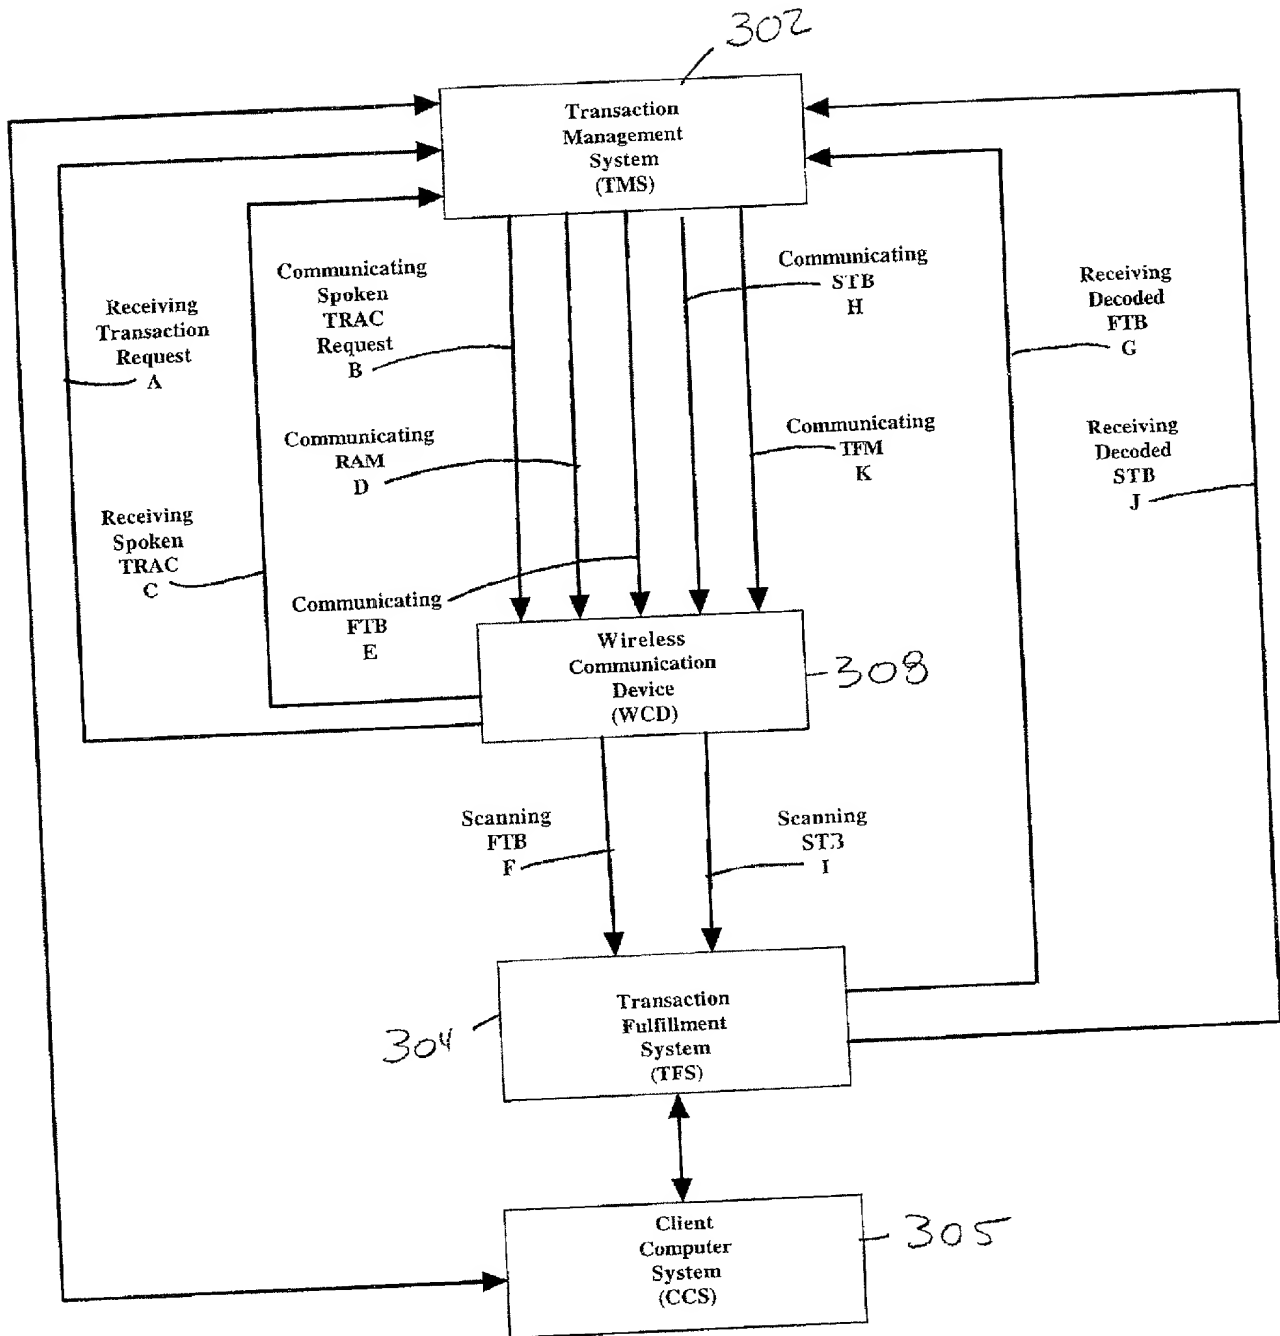 302
Transaction
Management
System
(TMS)
Receiving
Transaction
Request
A
Communicating
Spoken
TRAC
Request
B
Communicating
STB
H
Receiving
Decoded
FTB
G
Communicating
RAM
D
Communicating
TFM
K
Receiving
Decoded
STB
J
Receiving
Spoken
TRAC
C
Communicating
FTB
E
Wireless
Communication
Device
(WCD)
308
Scanning
FTB
F
Scanning
STB
I
Transaction
Fulfillment
System
(TFS)
304
Client
Computer
System
(CCS)
305